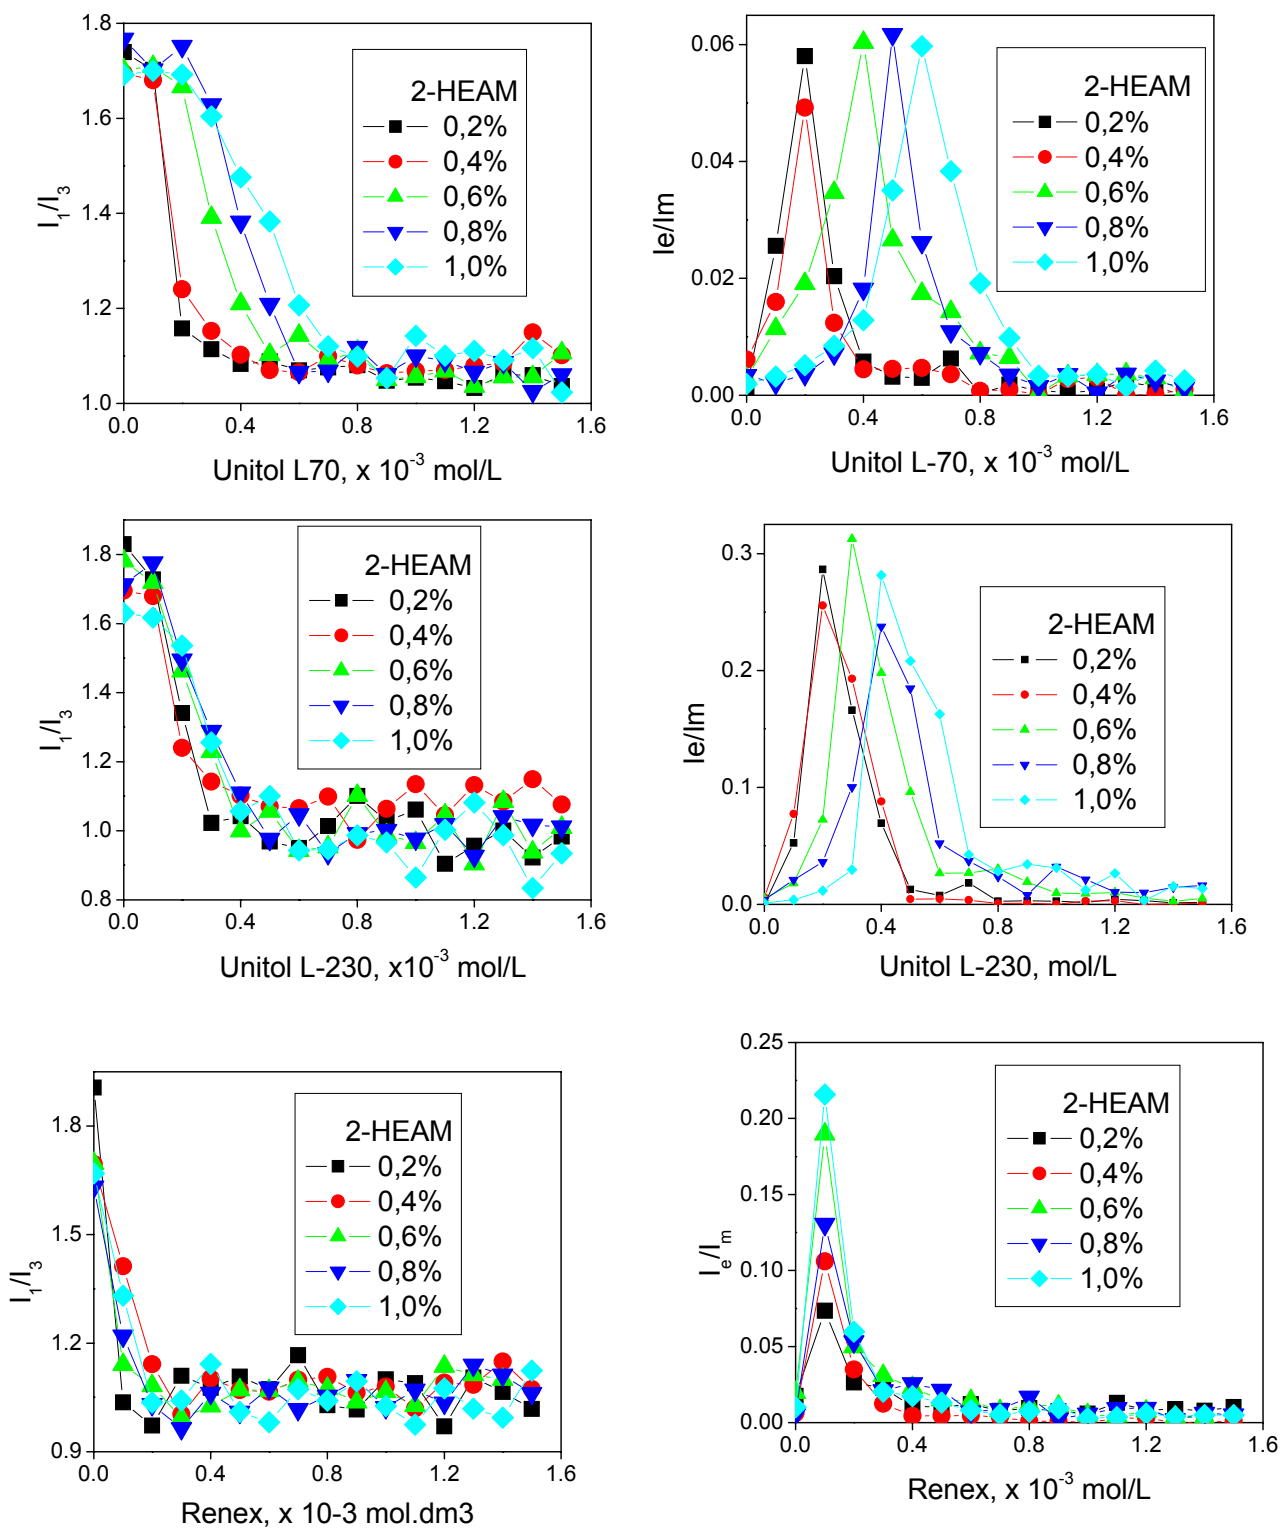 1.8
1.6
1.4
1.2
1.0
I₁/I₃
0.0 0.4 0.8 1.2 1.6
Unitol L70, x 10⁻³ mol/L
2-HEAM
0,2%
0,4%
0,6%
0,8%
1,0%
0.06
0.04
0.02
0.00
Ie/Im
0.0 0.4 0.8 1.2 1.6
Unitol L-70, x 10⁻³ mol/L
2-HEAM
0,2%
0,4%
0,6%
0,8%
1,0%
1.8
1.6
1.4
1.2
1.0
0.8
I₁/I₃
0.0 0.4 0.8 1.2 1.6
Unitol L-230, x10⁻³ mol/L
2-HEAM
0,2%
0,4%
0,6%
0,8%
1,0%
0.3
0.2
0.1
0.0
Ie/Im
0.0 0.4 0.8 1.2 1.6
Unitol L-230, mol/L
2-HEAM
0,2%
0,4%
0,6%
0,8%
1,0%
1.8
1.5
1.2
0.9
I₁/I₃
0.0 0.4 0.8 1.2 1.6
Renex, x 10-3 mol.dm3
2-HEAM
0,2%
0,4%
0,6%
0,8%
1,0%
0.25
0.20
0.15
0.10
0.05
0.00
Iₑ/Iₘ
0.0 0.4 0.8 1.2 1.6
Renex, x 10⁻³ mol/L
2-HEAM
0,2%
0,4%
0,6%
0,8%
1,0%